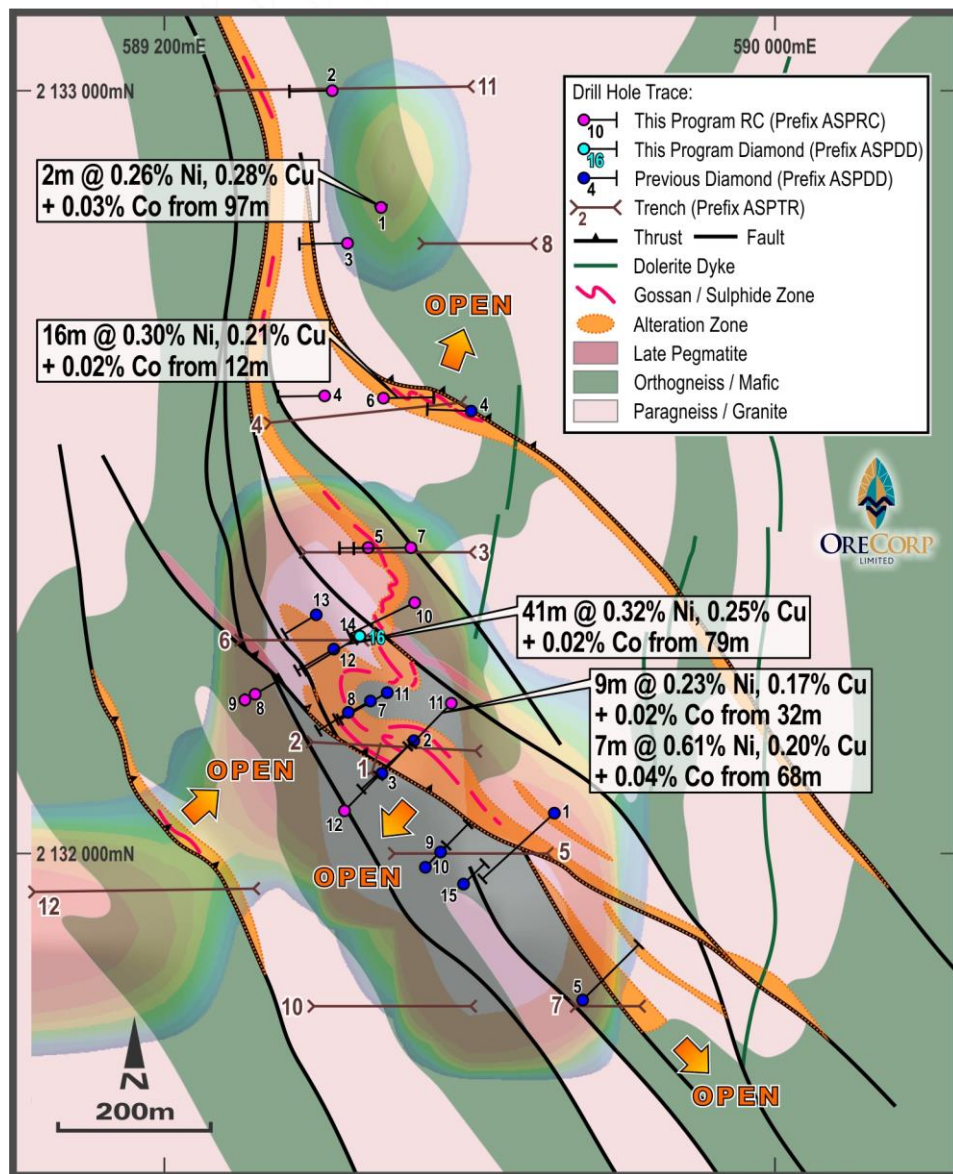 589 200mE
590 000mE
2 133 000mN
2
11
Drill Hole Trace:
10 This Program RC (Prefix ASPRC)
16 This Program Diamond (Prefix ASPDD)
4 Previous Diamond (Prefix ASPDD)
2 Trench (Prefix ASPTR)
Thrust Fault
Dolerite Dyke
Gossan / Sulphide Zone
Alteration Zone
Late Pegmatite
Orthogneiss / Mafic
Paragneiss / Granite
2m @ 0.26% Ni, 0.28% Cu
+ 0.03% Co from 97m
1
3
8
OPEN
16m @ 0.30% Ni, 0.21% Cu
+ 0.02% Co from 12m
4
6
4
4
ORECORP
LIMITED
5
7
3
13
10
14
16
6
12
41m @ 0.32% Ni, 0.25% Cu
+ 0.02% Co from 79m
9
8
8
7
11
11
9m @ 0.23% Ni, 0.17% Cu
+ 0.02% Co from 32m
7m @ 0.61% Ni, 0.20% Cu
+ 0.04% Co from 68m
2
2
1
3
OPEN
12
1
2 132 000mN
9
10
5
OPEN
15
12
10
5
7
N
200m
OPEN